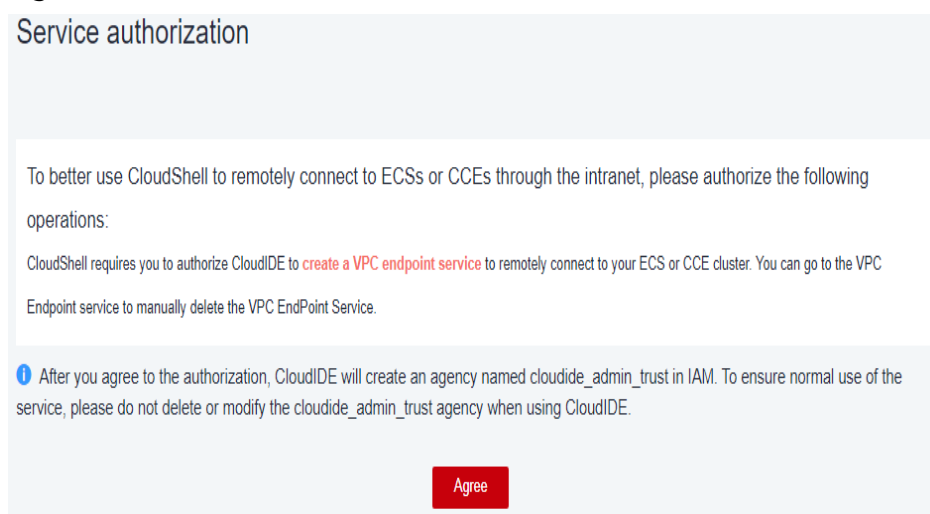 Service authorization
To better use CloudShell to remotely connect to ECSs or CCEs through the intranet, please authorize the following
operations:
CloudShell requires you to authorize CloudIDE to create a VPC endpoint service to remotely connect to your ECS or CCE cluster. You can go to the VPC
Endpoint service to manually delete the VPC EndPoint Service.
After you agree to the authorization, CloudIDE will create an agency named cloudide_admin_trust in IAM. To ensure normal use of the
service, please do not delete or modify the cloudide_admin_trust agency when using CloudIDE.
Agree